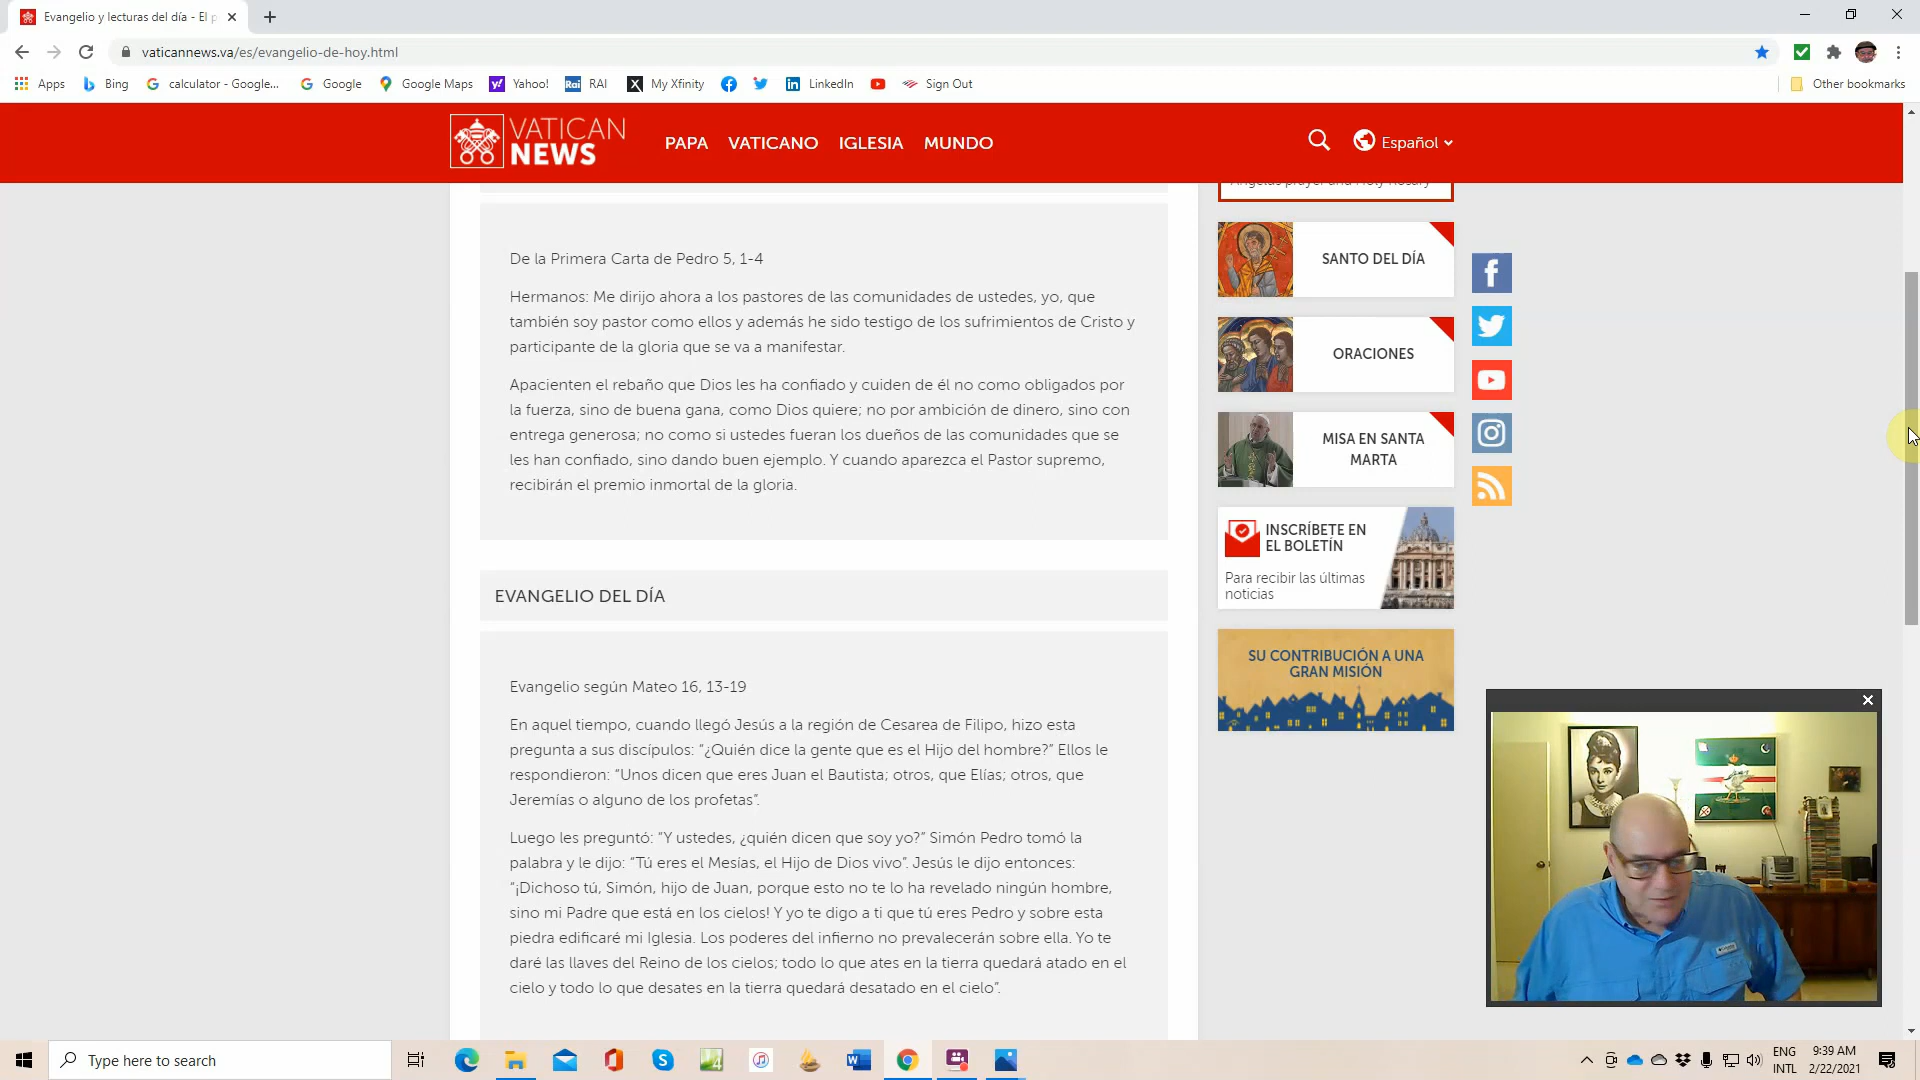 Evangelio y lecturas del día - El p
vaticannews.va/es/evangelio-de-hoy.html
Apps
Bing
calculator - Google...
Google
Google Maps
Yahoo!
RAI
My Xfinity
LinkedIn
Sign Out
Other bookmarks
VATICAN
NEWS
PAPA VATICANO IGLESIA MUNDO
Español
Angelus prayer and Holy Rosary
De la Primera Carta de Pedro 5, 1-4
Hermanos: Me dirijo ahora a los pastores de las comunidades de ustedes, yo, que
también soy pastor como ellos y además he sido testigo de los sufrimientos de Cristo y
participante de la gloria que se va a manifestar.
Apacienten el rebaño que Dios les ha confiado y cuiden de él no como obligados por
la fuerza, sino de buena gana, como Dios quiere; no por ambición de dinero, sino con
entrega generosa; no como si ustedes fueran los dueños de las comunidades que se
les han confiado, sino dando buen ejemplo. Y cuando aparezca el Pastor supremo,
recibirán el premio inmortal de la gloria.
EVANGELIO DEL DÍA
Evangelio según Mateo 16, 13-19
En aquel tiempo, cuando llegó Jesús a la región de Cesarea de Filipo, hizo esta
pregunta a sus discípulos: “¿Quién dice la gente que es el Hijo del hombre?” Ellos le
respondieron: “Unos dicen que eres Juan el Bautista; otros, que Elías; otros, que
Jeremías o alguno de los profetas”.
Luego les preguntó: “Y ustedes, ¿quién dicen que soy yo?” Simón Pedro tomó la
palabra y le dijo: “Tú eres el Mesías, el Hijo de Dios vivo”. Jesús le dijo entonces:
“¡Dichoso tú, Simón, hijo de Juan, porque esto no te lo ha revelado ningún hombre,
sino mi Padre que está en los cielos! Y yo te digo a ti que tú eres Pedro y sobre esta
piedra edificaré mi Iglesia. Los poderes del infierno no prevalecerán sobre ella. Yo te
daré las llaves del Reino de los cielos; todo lo que ates en la tierra quedará atado en el
cielo y todo lo que desates en la tierra quedará desatado en el cielo”.
SANTO DEL DÍA
ORACIONES
MISA EN SANTA
MARTA
INSCRÍBETE EN
EL BOLETÍN
Para recibir las últimas
noticias
SU CONTRIBUCIÓN A UNA
GRAN MISIÓN
Type here to search
ENG
INTL
9:39 AM
2/22/2021